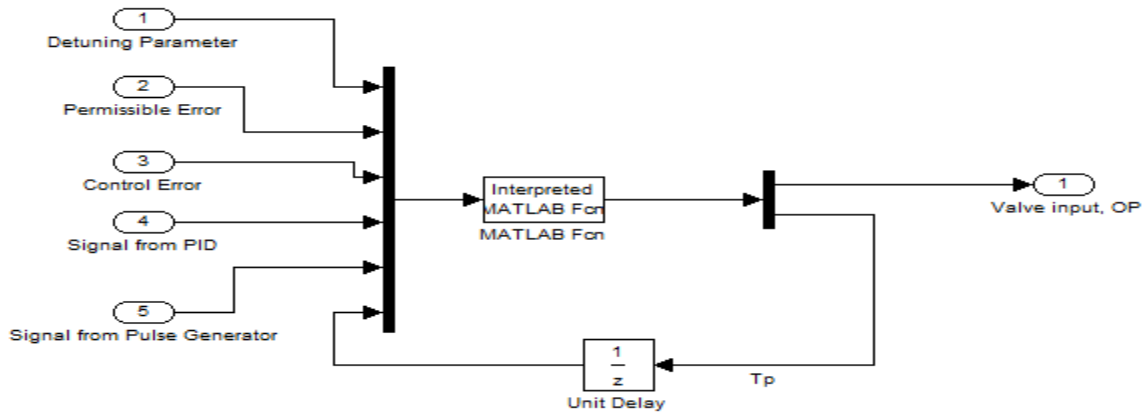 1
Detuning Parameter
2
Permissible Error
3
Control Error
4
Signal from PID
5
Signal from Pulse Generator
Interpreted
MATLAB Fcn
MATLAB Fcn
1
Valve input, OP
1
z
Unit Delay
Tp